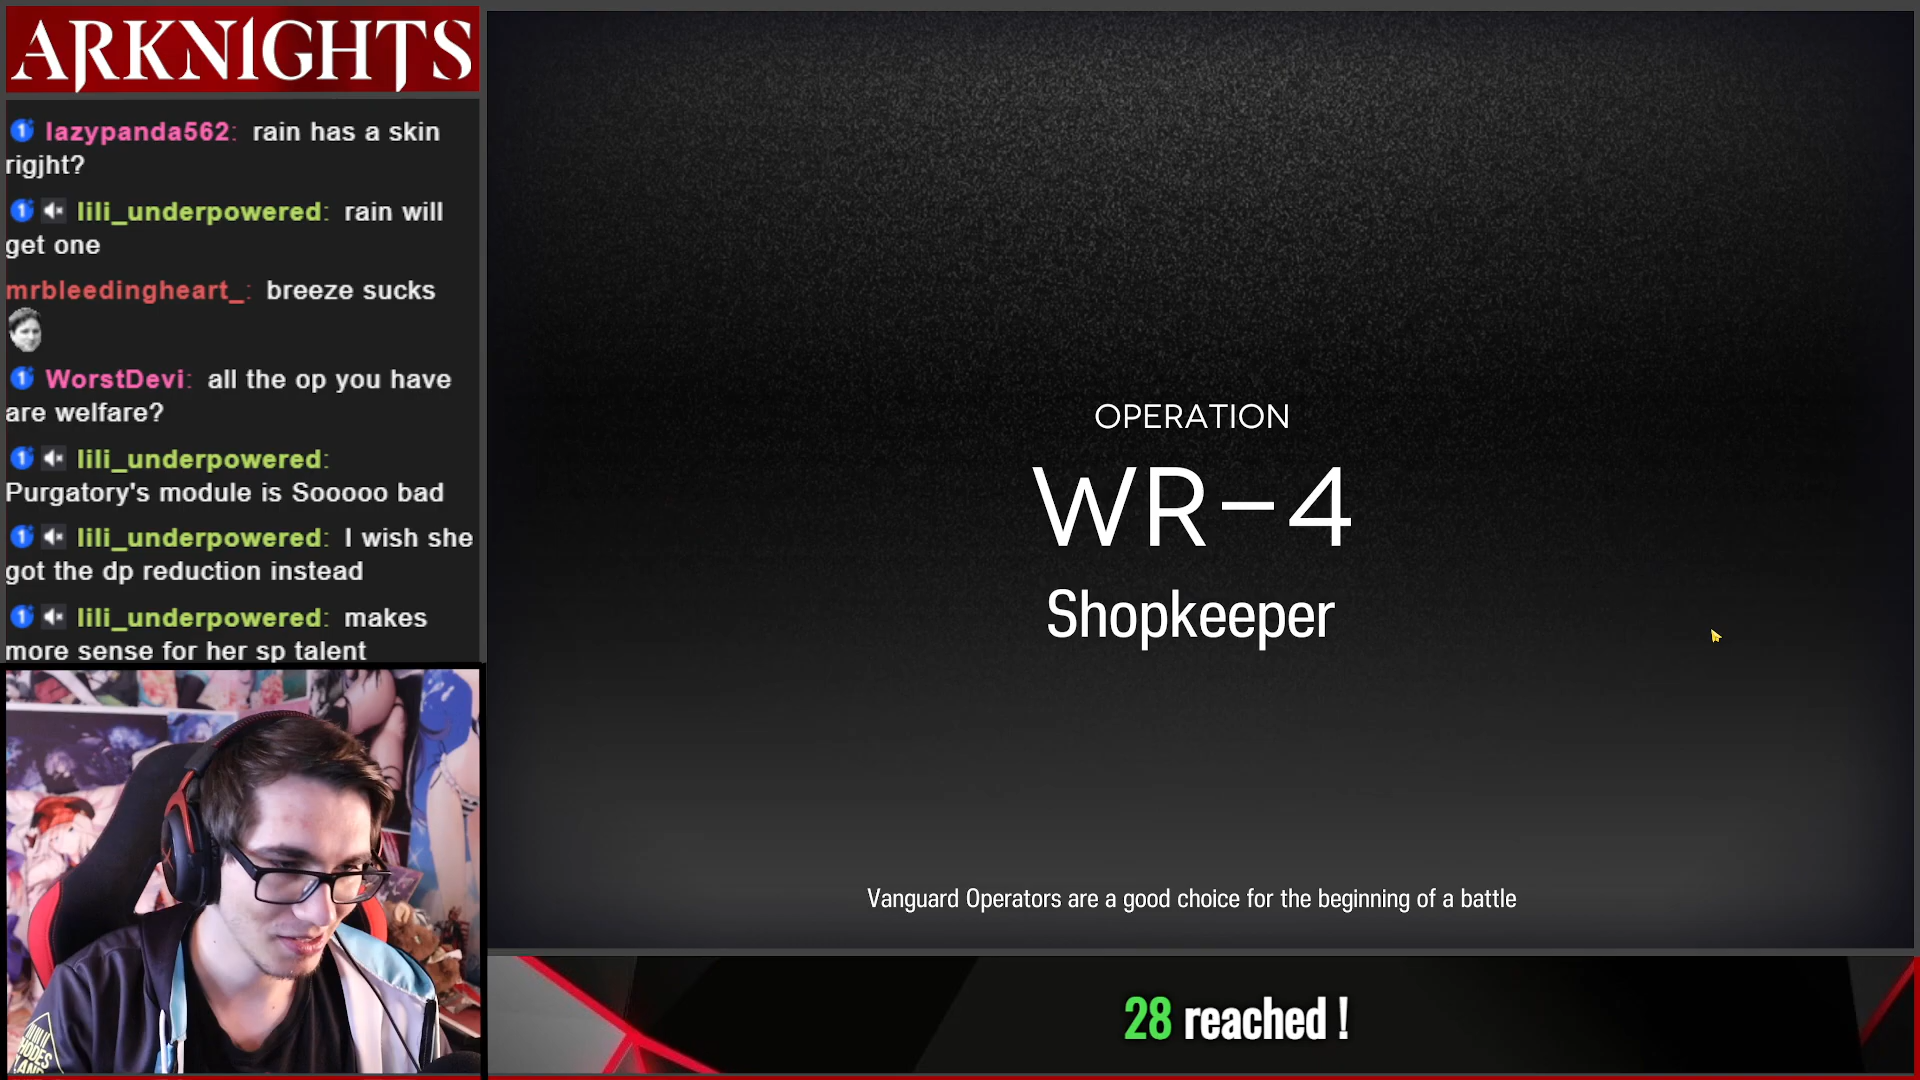 ARKNIGHTS
lazypanda562: rain has a skin
rigjht?
lili_underpowered: rain will
get one
mrbleedingheart_: breeze sucks
WorstDevi: all the op you have
are welfare?
lili_underpowered:
Purgatory's module is Sooooo bad
lili_underpowered: I wish she
got the dp reduction instead
lili_underpowered: makes
more sense for her sp talent
OPERATION
WR-4
Shopkeeper
Vanguard Operators are a good choice for the beginning of a battle
28 reached !